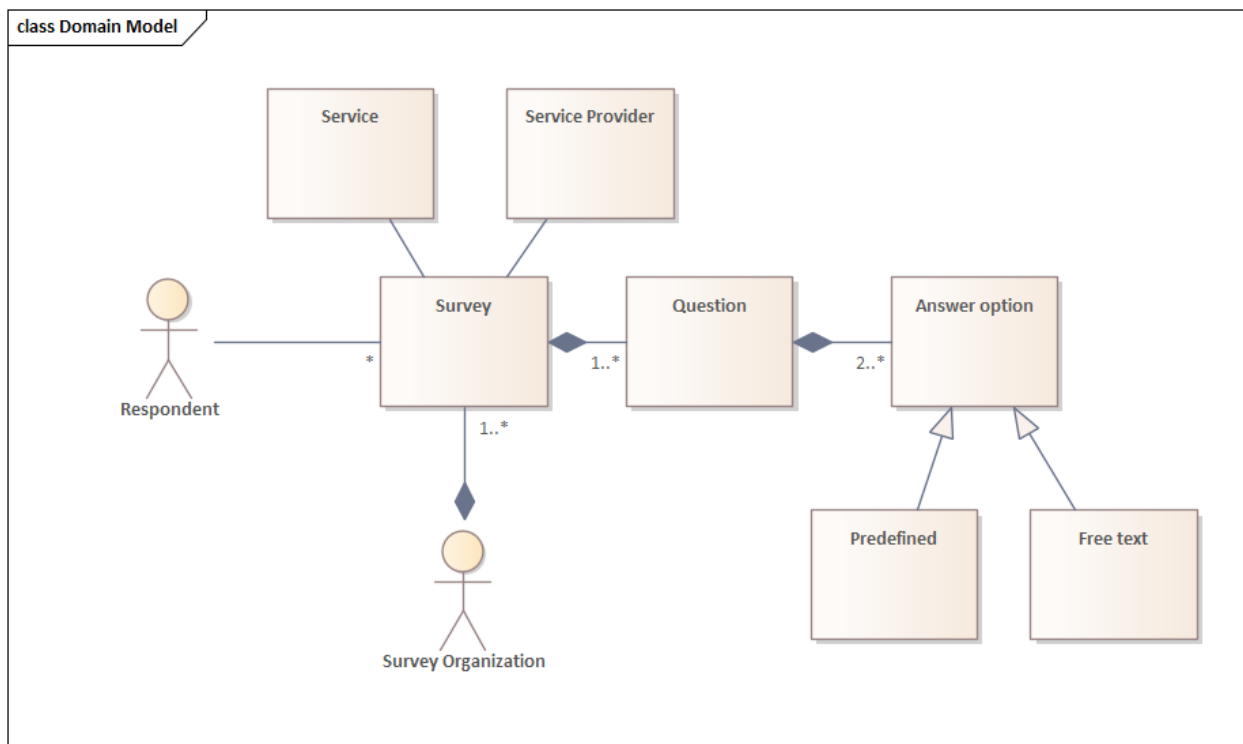 class Domain Model
Service
Service Provider
Survey
Question
Answer option
*
1..*
2..*
Respondent
1..*
Predefined
Free text
Survey Organization